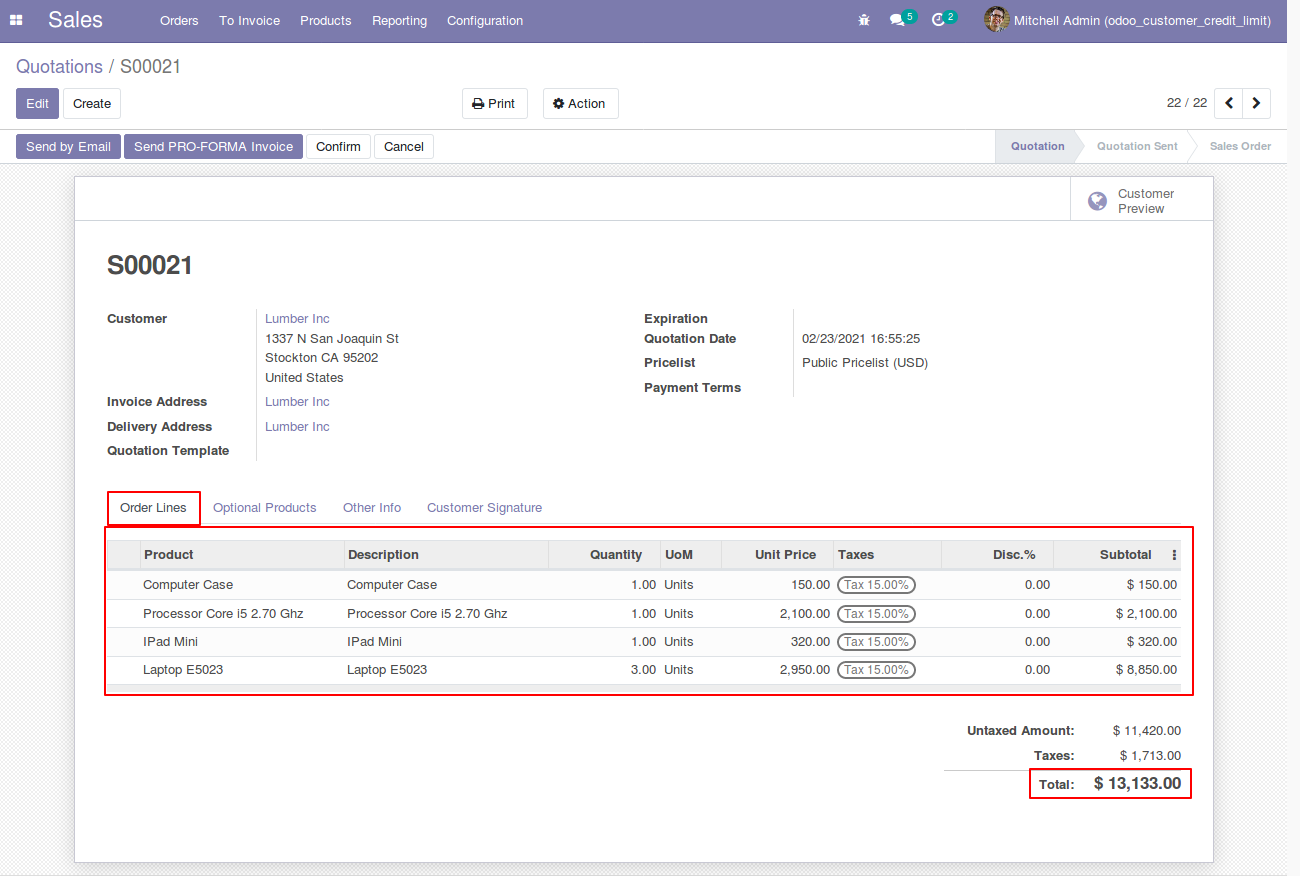 Sales Orders To Invoice Products Reporting Configuration 5 2 Mitchell Admin (odoo_customer_credit_limit)
Quotations / S00021
Edit Create Print Action 22 / 22
Send by Email Send PRO-FORMA Invoice Confirm Cancel Quotation Quotation Sent Sales Order
Customer
Preview
S00021
Customer Lumber Inc Expiration
1337 N San Joaquin St Quotation Date 02/23/2021 16:55:25
Stockton CA 95202 Pricelist Public Pricelist (USD)
United States Payment Terms
Invoice Address Lumber Inc
Delivery Address Lumber Inc
Quotation Template
Order Lines Optional Products Other Info Customer Signature
Product Description Quantity UoM Unit Price Taxes Disc.% Subtotal
Computer Case Computer Case 1.00 Units 150.00 Tax 15.00% 0.00 $ 150.00
Processor Core i5 2.70 Ghz Processor Core i5 2.70 Ghz 1.00 Units 2,100.00 Tax 15.00% 0.00 $ 2,100.00
IPad Mini IPad Mini 1.00 Units 320.00 Tax 15.00% 0.00 $ 320.00
Laptop E5023 Laptop E5023 3.00 Units 2,950.00 Tax 15.00% 0.00 $ 8,850.00
Untaxed Amount: $ 11,420.00
Taxes: $ 1,713.00
Total: $ 13,133.00